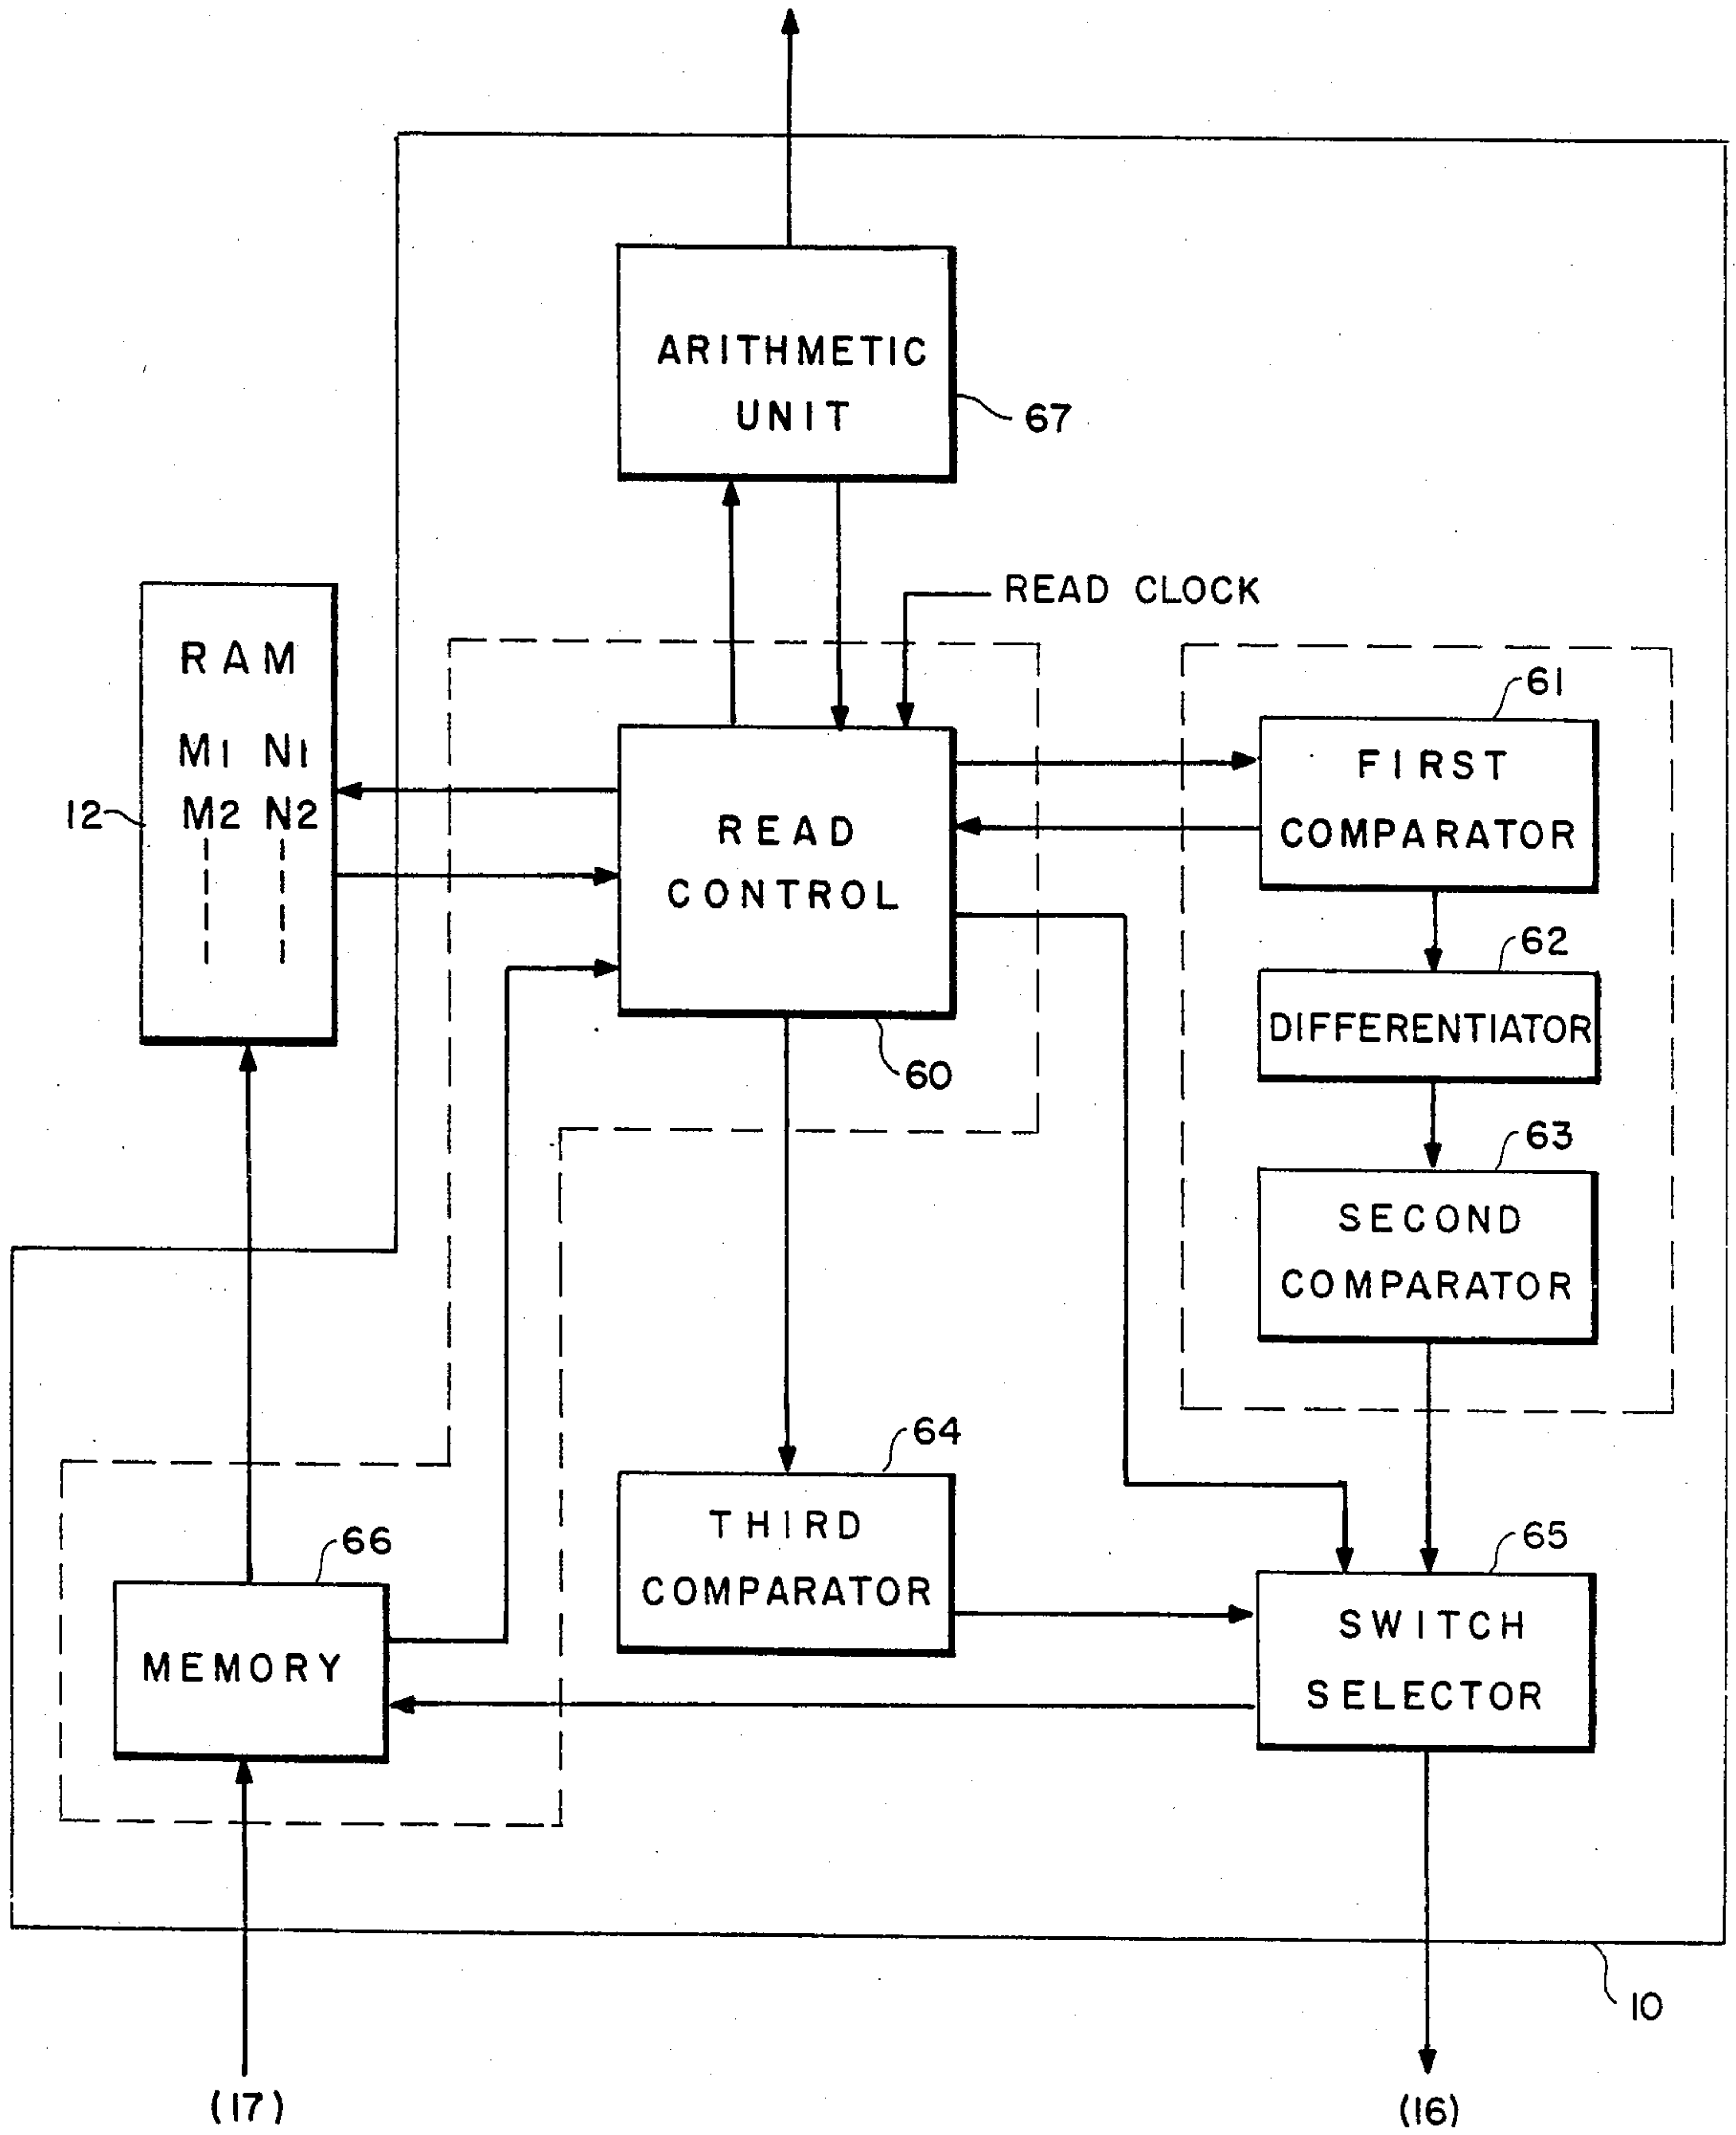 ARITHMETIC
UNIT
67
READ CLOCK
RAM
M1 N1
M2 N2
12
READ
CONTROL
60
61
FIRST
COMPARATOR
62
DIFFERENTIATOR
63
SECOND
COMPARATOR
64
THIRD
COMPARATOR
65
SWITCH
SELECTOR
66
MEMORY
10
(17)
(16)